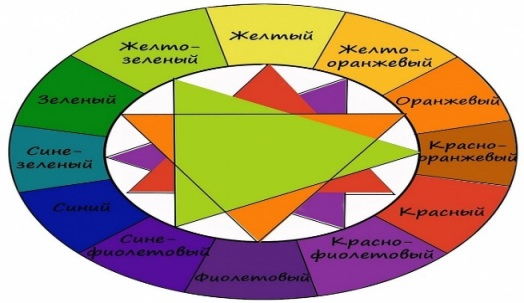 Желтый
Желто-
оранжевый
Оранжевый
Красно-
оранжевый
Красный
Красно-
фиолетовый
Фиолетовый
Сине-
фиолетовый
Синий
Сине-
зеленый
Зеленый
Желто-
зеленый